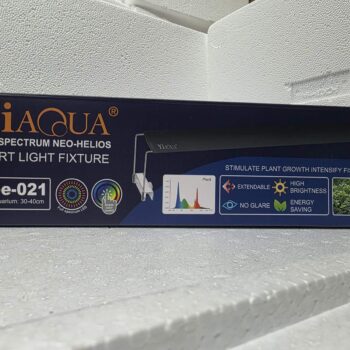 iAQUA®
SPECTRUM NEO-HELIOS
RT LIGHT FIXTURE
e-021
arium. 30-40cm
STIMULATE PLANT GROWTH INTENSIFY FI
EXTENDABLE
HIGH BRIGHTNESS
NO GLARE
ENERGY SAVING